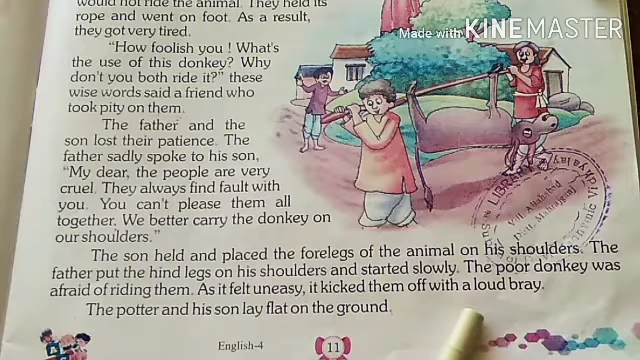 would not ride the animal. They held its
rope and went on foot. As a result,
they got very tired.
"How foolish you ! What's
the use of this donkey? Why
don't you both ride it?" these
wise words said a friend who
took pity on them.
The father and the
son lost their patience. The
father sadly spoke to his son,
"My dear, the people are very
cruel. They always find fault with
you. You can't please them all
together. We better carry the donkey on
our shoulders."
The son held and placed the forelegs of the animal on his shoulders. The
father put the hind legs on his shoulders and started slowly. The poor donkey was
afraid of riding them. As it felt uneasy, it kicked them off with a loud bray.
The potter and his son lay flat on the ground.
English-4
11
Made with KINEMASTER
LIBRARY